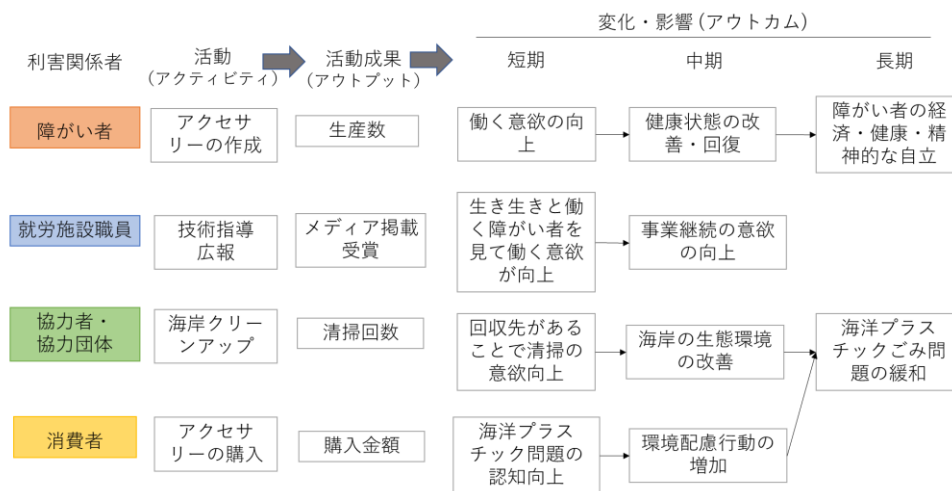 変化・影響 (アウトカム)
利害関係者
活動
(アクティビティ)
活動成果
(アウトプット)
短期
中期
長期
障がい者
アクセサ
リーの作成
生産数
働く意欲の向
上
健康状態の改
善・回復
障がい者の経
済・健康・精
神的な自立
就労施設職員
技術指導
広報
メディア掲載
受賞
生き生きと働
く障がい者を
見て働く意欲
が向上
事業継続の意欲
の向上
協力者・
協力団体
海岸クリー
ンアップ
清掃回数
回収先がある
ことで清掃の
意欲向上
海岸の生態環境
の改善
海洋プラス
チックごみ問
題の緩和
消費者
アクセサ
リーの購入
購入金額
海洋プラス
チック問題の
認知向上
環境配慮行動の
増加